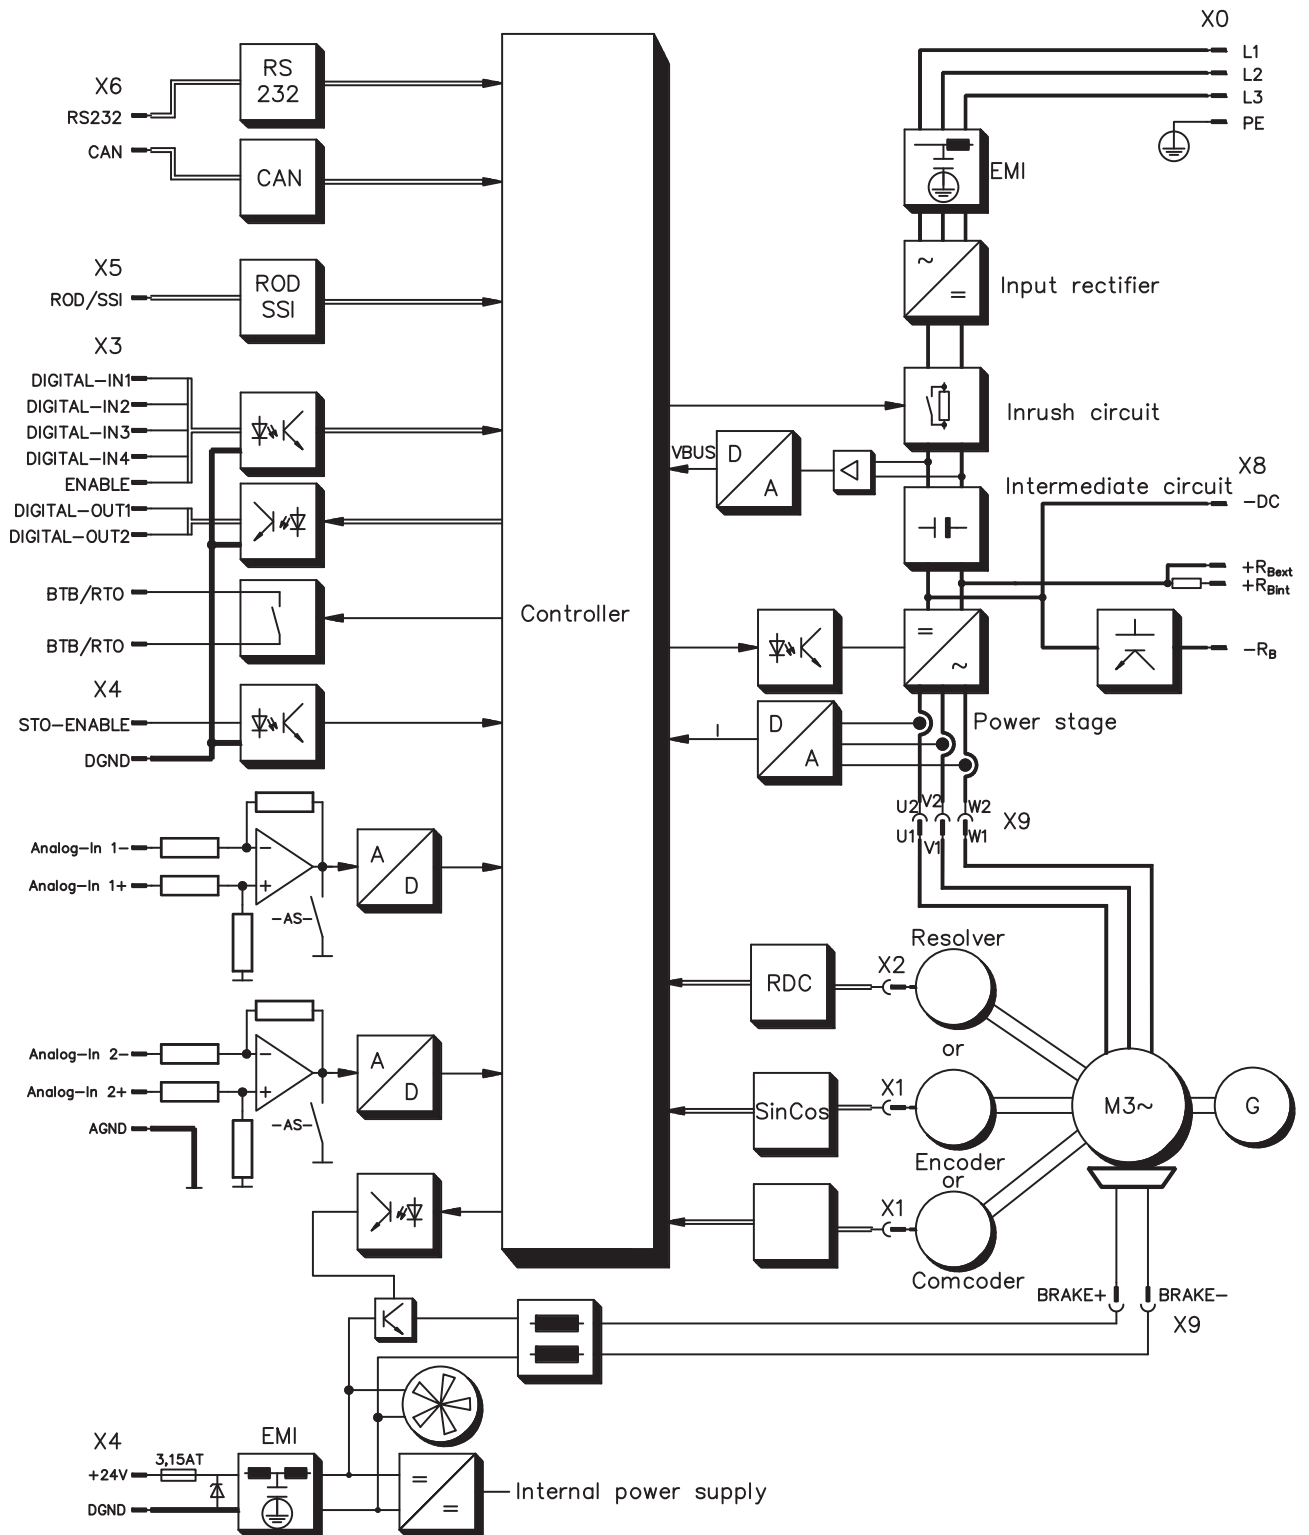 X0
L1
L2
L3
PE
X6
RS232
CAN
RS
232
CAN
X5
ROD/SSI
ROD
SSI
X3
DIGITAL-IN1
DIGITAL-IN2
DIGITAL-IN3
DIGITAL-IN4
ENABLE
DIGITAL-OUT1
DIGITAL-OUT2
BTB/RTO
BTB/RTO
X4
STO-ENABLE
DGND
Analog-In 1-
Analog-In 1+
-AS-
A
D
Analog-In 2-
Analog-In 2+
AGND
-AS-
A
D
Controller
EMI
~
=
Input rectifier
Inrush circuit
VBUS
D
A
Intermediate circuit
X8
-DC
+RBext
+RBint
-RB
=
~
Power stage
I
D
A
U2
V2
W2
X9
U1
V1
W1
Resolver
RDC
X2
or
SinCos
X1
Encoder
or
X1
Comcoder
M3~
G
BRAKE+
BRAKE-
X9
X4
3,15AT
EMI
+24V
DGND
=
=
Internal power supply